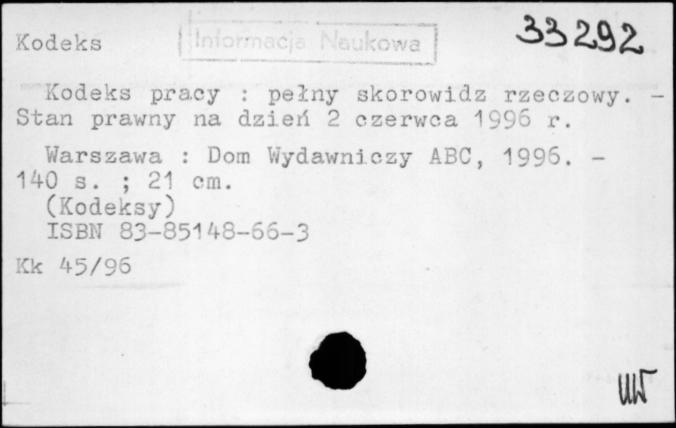 Kodeks
Informacja Naukowa
33292
Kodeks pracy : pełny skorowidz rzeczowy. –
Stan prawny na dzień 2 czerwca 1996 r.
Warszawa : Dom Wydawniczy ABC, 1996. –
140 s. ; 21 cm.
(Kodeksy)
ISBN 83-85148-66-3
Kk 45/96
UW